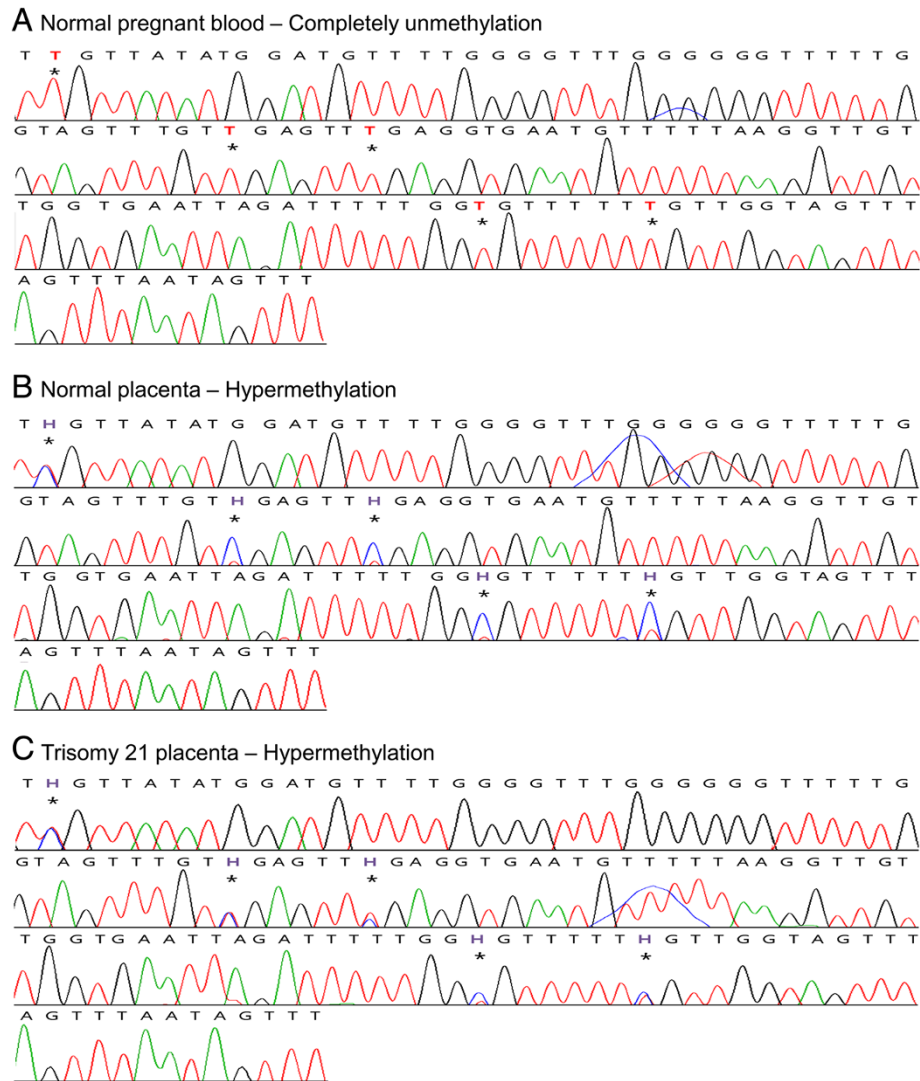 A Normal pregnant blood – Completely unmethylation
T T G T T A T A T G G A T G T T T T G G G G T T T G G G G G G T T T T T G
*
G T A G T T T G T T G A G T T T G A G G T G A A T G T T T T T A A G G T T G T
* *
T G G T G A A T T A G A T T T T T G G T G T T T T T T G T T G G T A G T T T
* *
A G T T T A A T A G T T T
B Normal placenta – Hypermethylation
T H G T T A T A T G G A T G T T T T G G G G T T T G G G G G G T T T T T G
*
G T A G T T T G T H G A G T T H G A G G T G A A T G T T T T T A A G G T T G T
* *
T G G T G A A T T A G A T T T T T G G H G T T T T T H G T T G G T A G T T T
* *
A G T T T A A T A G T T T
C Trisomy 21 placenta – Hypermethylation
T H G T T A T A T G G A T G T T T T G G G G T T T G G G G G G T T T T T G
*
G T A G T T T G T H G A G T T H G A G G T G A A T G T T T T T A A G G T T G T
* *
T G G T G A A T T A G A T T T T T G G H G T T T T T H G T T G G T A G T T T
* *
A G T T T A A T A G T T T